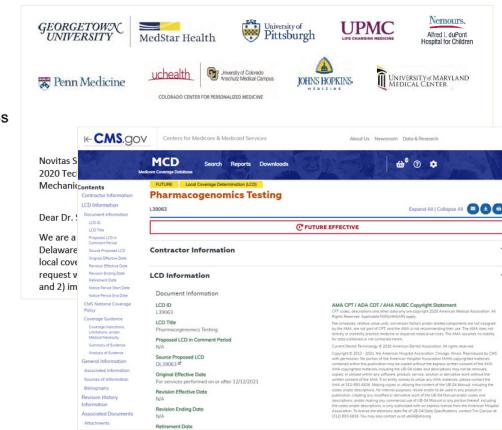 GEORGETOWN UNIVERSITY
MedStar Health
University of Pittsburgh
UPMC
LIFE CHANGING MEDICINE
Nemours.
Alfred I. duPont
Hospital for Children
Penn Medicine
uchealth
University of Colorado
Anschutz Medical Campus
COLORADO CENTER FOR PERSONALIZED MEDICINE
JOHNS HOPKINS
MEDICINE
UNIVERSITY of MARYLAND
MEDICAL CENTER
s
Novitas S
2020 Tec
Mechanic
Dear Dr. S
We are a
Delaware
local cove
request w
and 2) im
CMS.gov
Centers for Medicare & Medicaid Services
About Us Newsroom Data & Research
MCD
Medicare Coverage Database
Search Reports Downloads
0
Contents
Contractor Information
LCD Information
Document Information
LCD ID
LCD Title
Proposed LCD in
Comment Period
Source Proposed LCD
Original Effective Date
Revision Effective Date
Revision Ending Date
Retirement Date
Notice Period Start Date
Notice Period End Date
CMS National Coverage
Policy
Coverage Guidance
Coverage Indications,
Limitations, and/or
Medical Necessity
Summary of Evidence
Analysis of Evidence
General Information
Associated Information
Sources of Information
Bibliography
Revision History
Information
Associated Documents
Attachments
FUTURE Local Coverage Determination (LCD)
Pharmacogenomics Testing
L39063
Expand All | Collapse All
FUTURE EFFECTIVE
Contractor Information
LCD Information
Document Information
LCD ID
L39063
LCD Title
Pharmacogenomics Testing
Proposed LCD in Comment Period
N/A
Source Proposed LCD
DL39063
Original Effective Date
For services performed on or after 12/12/2021
Revision Effective Date
N/A
Revision Ending Date
N/A
Retirement Date
AMA CPT / ADA CDT / AHA NUBC Copyright Statement